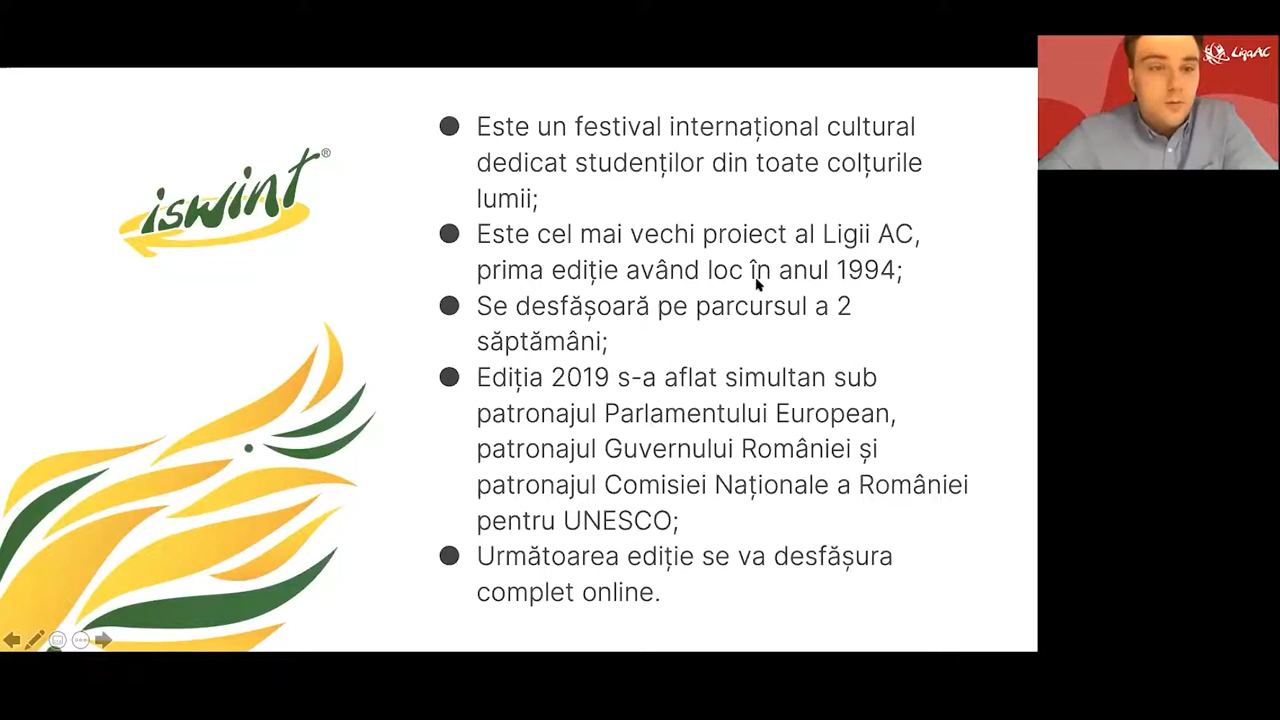 iswint®
Este un festival internațional cultural
dedicat studenților din toate colțurile
lumii;
Este cel mai vechi proiect al Ligii AC,
prima ediție având loc în anul 1994;
Se desfășoară pe parcursul a 2
săptămâni;
Ediția 2019 s-a aflat simultan sub
patronajul Parlamentului European,
patronajul Guvernului României și
patronajul Comisiei Naționale a României
pentru UNESCO;
Următoarea ediție se va desfășura
complet online.
LigaAC